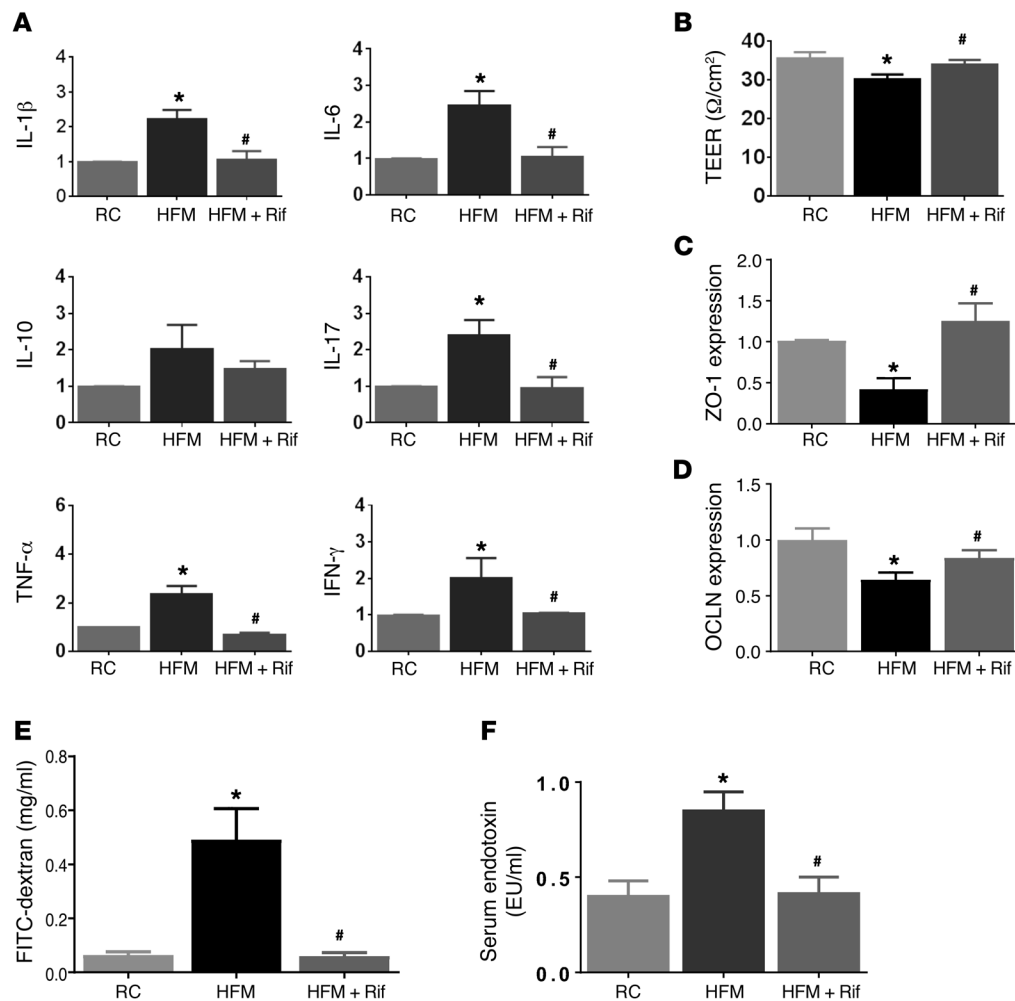 A
IL-1β
4
3
2
1
0
*
#
RC HFM HFM + Rif
IL-6
4
3
2
1
0
*
#
RC HFM HFM + Rif
IL-10
4
3
2
1
0
RC HFM HFM + Rif
IL-17
4
3
2
1
0
*
#
RC HFM HFM + Rif
TNF-α
6
4
2
0
*
#
RC HFM HFM + Rif
IFN-γ
4
3
2
1
0
*
#
RC HFM HFM + Rif
B
TEER (Ω/cm²)
40
30
20
10
0
*
#
RC HFM HFM + Rif
C
ZO-1 expression
2.0
1.5
1.0
0.5
0.0
*
#
RC HFM HFM + Rif
D
OCLN expression
1.5
1.0
0.5
0.0
*
#
RC HFM HFM + Rif
E
FITC-dextran (mg/ml)
0.8
0.6
0.4
0.2
0.0
*
#
RC HFM HFM + Rif
F
Serum endotoxin
(EU/ml)
1.0
0.5
0.0
*
#
RC HFM HFM + Rif